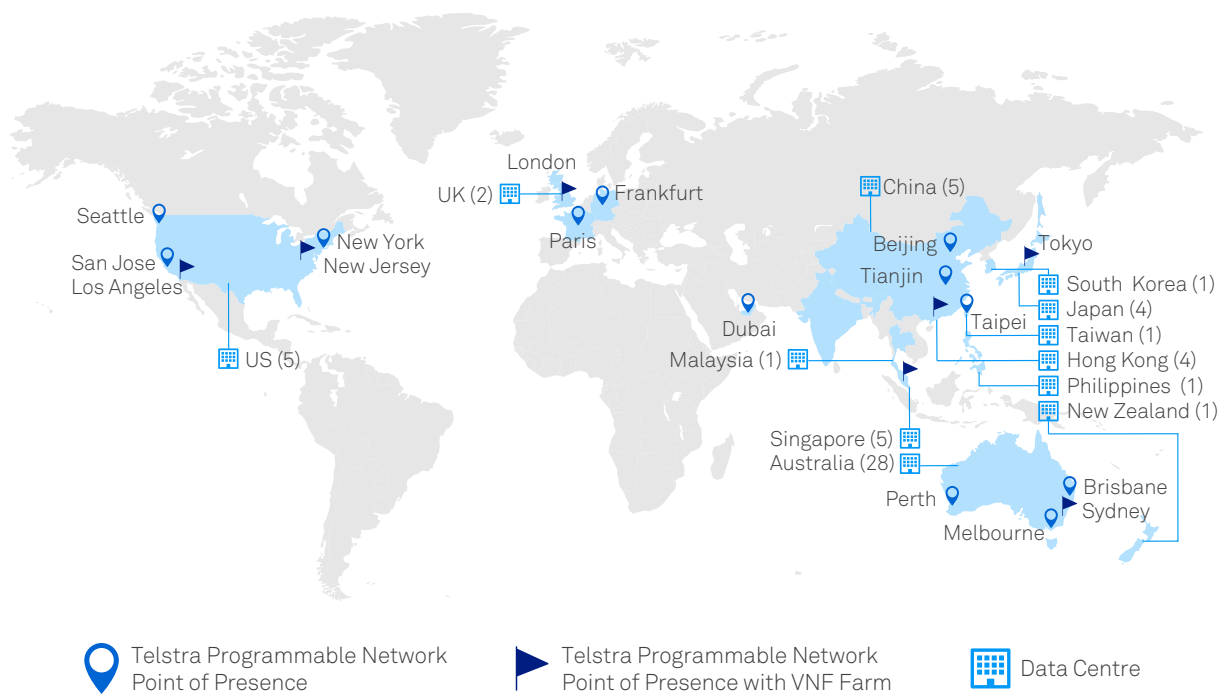 London
UK (2)
Frankfurt
Paris
Seattle
San Jose
Los Angeles
New York
New Jersey
US (5)
China (5)
Beijing
Tianjin
Tokyo
South Korea (1)
Japan (4)
Taipei
Taiwan (1)
Dubai
Malaysia (1)
Hong Kong (4)
Philippines (1)
New Zealand (1)
Singapore (5)
Australia (28)
Perth
Brisbane
Sydney
Melbourne
Telstra Programmable Network
Point of Presence
Telstra Programmable Network
Point of Presence with VNF Farm
Data Centre